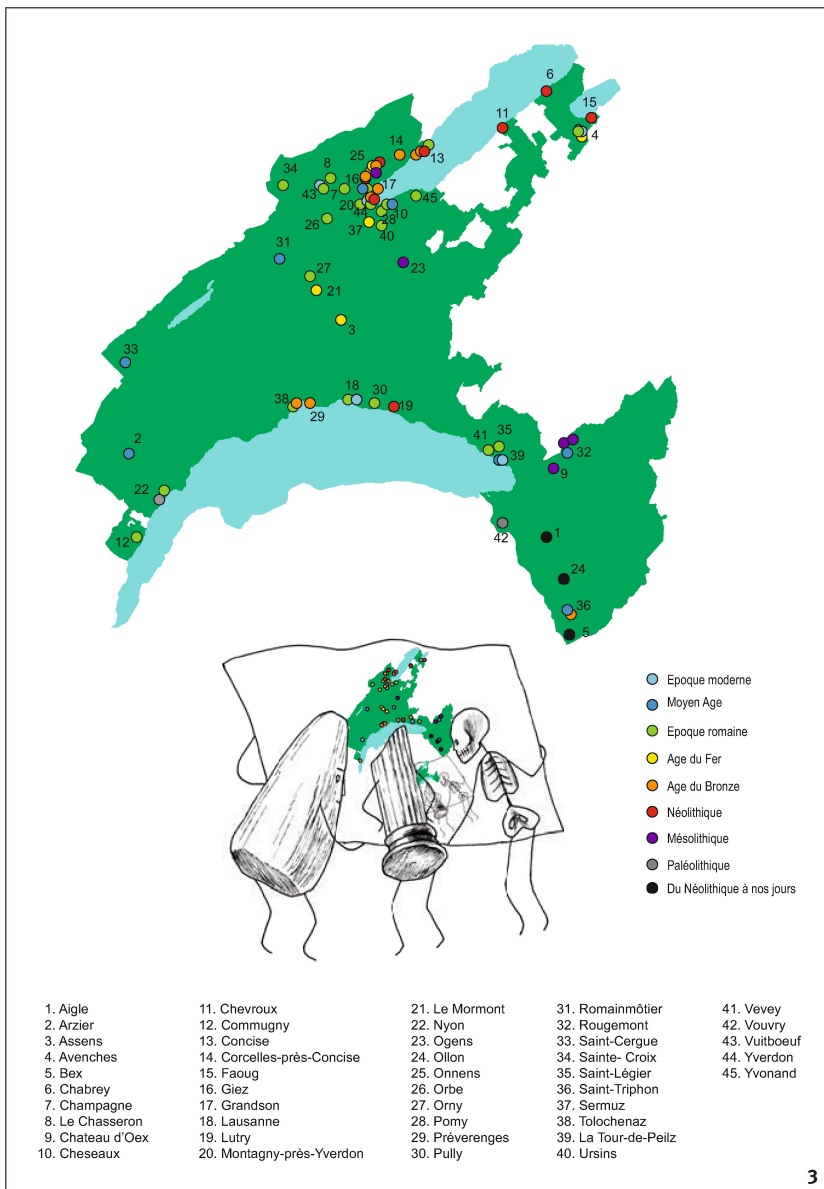 6
15
11
4
14
13
25
8
34
16
17
43
7
45
20
10
44
28
26
37
40
31
23
27
21
3
33
18
30
38
19
29
2
41
35
39
32
9
22
12
42
1
24
36
5
Epoque moderne
Moyen Age
Epoque romaine
Age du Fer
Age du Bronze
Néolithique
Mésolithique
Paléolithique
Du Néolithique à nos jours
1. Aigle
2. Arzier
3. Assens
4. Avenches
5. Bex
6. Chabrey
7. Champagne
8. Le Chasseron
9. Chateau d'Oex
10. Cheseaux
11. Chevroux
12. Commugny
13. Concise
14. Corcelles-près-Concise
15. Faoug
16. Giez
17. Grandson
18. Lausanne
19. Lutry
20. Montagny-près-Yverdon
21. Le Mormont
22. Nyon
23. Ogens
24. Ollon
25. Onnens
26. Orbe
27. Orny
28. Pomy
29. Préverenges
30. Pully
31. Romainmôtier
32. Rougemont
33. Saint-Cergue
34. Sainte- Croix
35. Saint-Légier
36. Saint-Triphon
37. Sermuz
38. Tolochenaz
39. La Tour-de-Peilz
40. Ursins
41. Vevey
42. Vouvry
43. Vuitboeuf
44. Yverdon
45. Yvonand
3